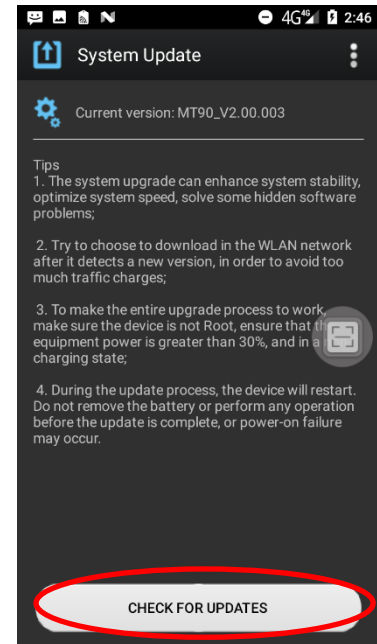 4G 4G 2:46
System Update
Current version: MT90_V2.00.003
Tips
1. The system upgrade can enhance system stability,
optimize system speed, solve some hidden software
problems;
2. Try to choose to download in the WLAN network
after it detects a new version, in order to avoid too
much traffic charges;
3. To make the entire upgrade process to work,
make sure the device is not Root, ensure that
equipment power is greater than 30%, and in a
charging state;
4. During the update process, the device will restart.
Do not remove the battery or perform any operation
before the update is complete, or power-on failure
may occur.
CHECK FOR UPDATES